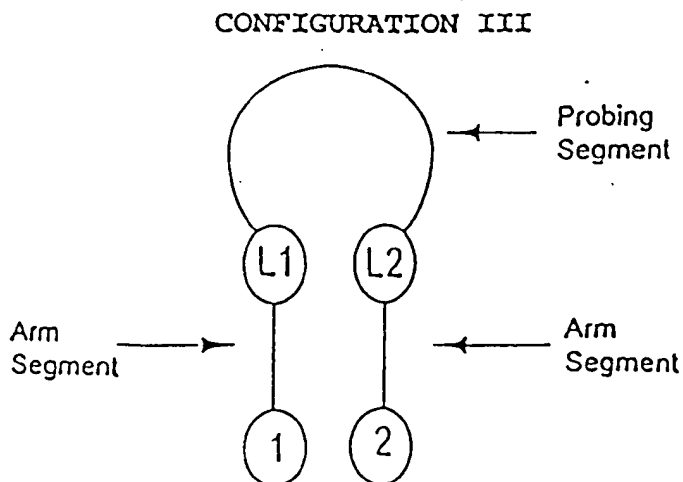 CONFIGURATION III
Probing
Segment
L1 L2
Arm
Segment
Arm
Segment
1 2